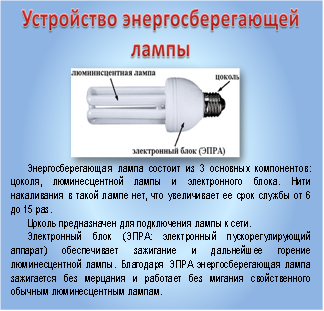 Устройство энергосберегающей
лампы
люминисцентная лампа
цоколь
электронный блок (ЭПРА)
Энергосберегающая лампа состоит из 3 основных компонентов:
цоколя, люминесцентной лампы и электронного блока. Нити
накаливания в такой лампе нет, что увеличивает ее срок службы от 6
до 15 раз.
Цоколь предназначен для подключения лампы к сети.
Электронный блок (ЭПРА: электронный пускорегулирующий
аппарат) обеспечивает зажигание и дальнейшее горение
люминесцентной лампы. Благодаря ЭПРА энергосберегающая лампа
зажигается без мерцания и работает без мигания свойственного
обычным люминесцентным лампам.